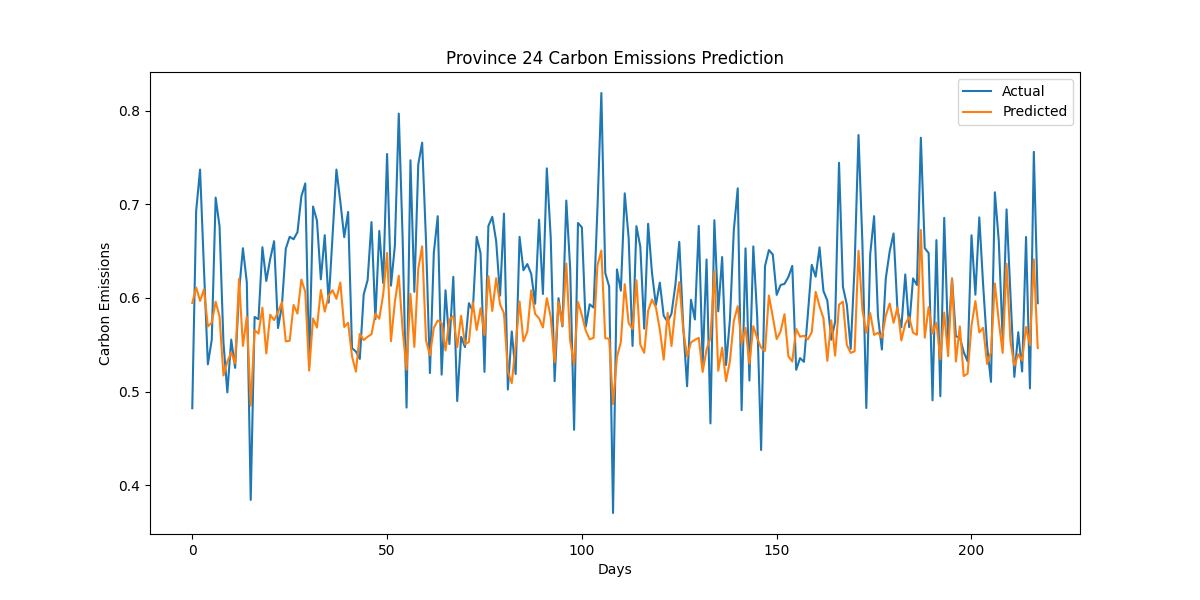 Province 24 Carbon Emissions Prediction
Actual
Predicted
0.8
0.7
0.6
0.5
0.4
Carbon Emissions
0 50 100 150 200
Days